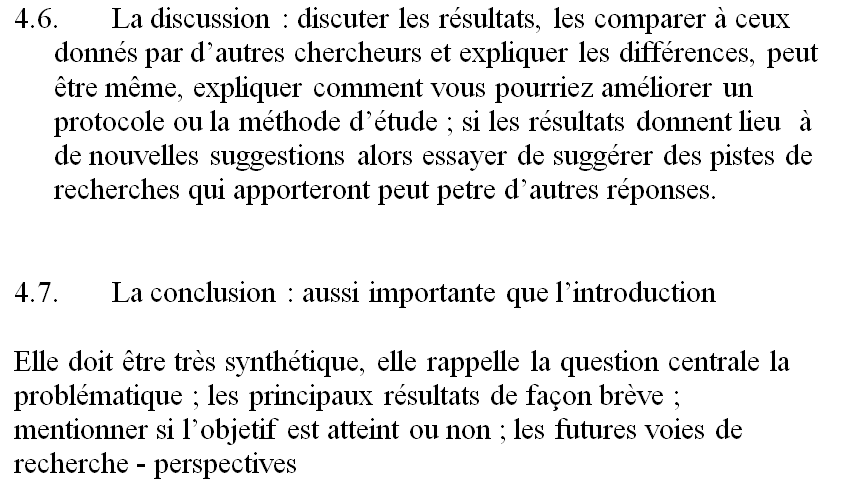 4.6. La discussion : discuter les résultats, les comparer à ceux
donnés par d’autres chercheurs et expliquer les différences, peut
être même, expliquer comment vous pourriez améliorer un
protocole ou la méthode d’étude ; si les résultats donnent lieu à
de nouvelles suggestions alors essayer de suggérer des pistes de
recherches qui apporteront peut petre d’autres réponses.
4.7. La conclusion : aussi importante que l’introduction
Elle doit être très synthétique, elle rappelle la question centrale la
problématique ; les principaux résultats de façon brève ;
mentionner si l’objetif est atteint ou non ; les futures voies de
recherche - perspectives